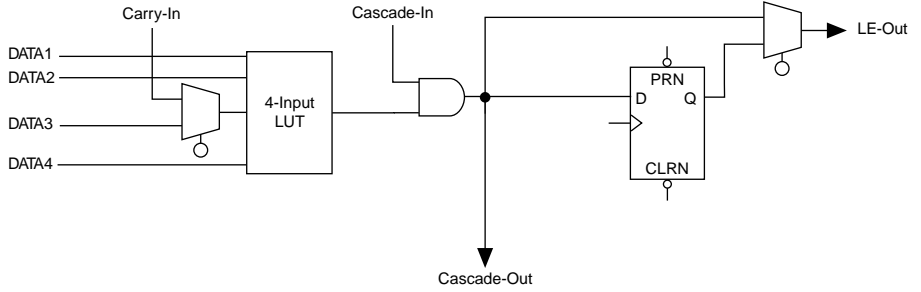 Carry-In
Cascade-In
LE-Out
DATA1
DATA2
DATA3
DATA4
4-Input
LUT
PRN
D
Q
CLRN
Cascade-Out